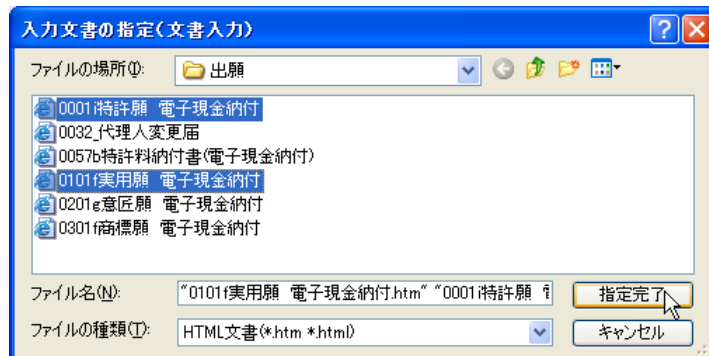 入力文書の指定(文書入力)
ファイルの場所(I):
出願
0001i特許願 電子現金納付
0032_代理人変更届
0057b特許料納付書(電子現金納付)
0101f実用願 電子現金納付
0201g意匠願 電子現金納付
0301f商標願 電子現金納付
ファイル名(N):
"0101f実用願 電子現金納付.htm" "0001i特許願
指定完了
ファイルの種類(T):
HTML文書(*.htm *.html)
キャンセル